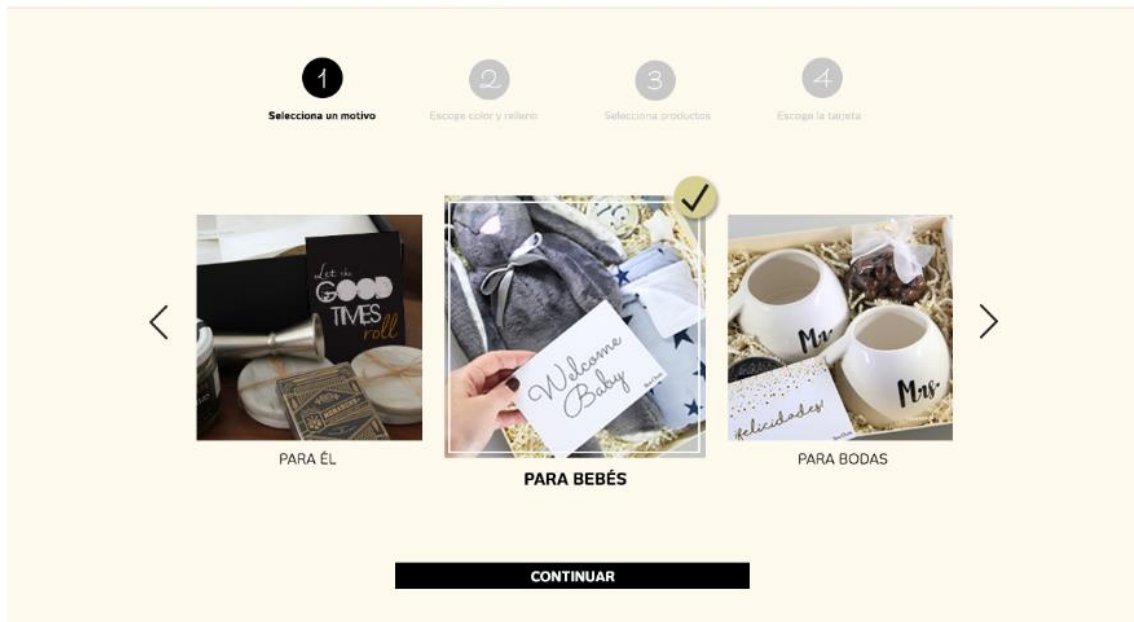 1
2
3
4
Selecciona un motivo
Escoge color y relleno
Selecciona productos
Escoge la tarjeta
Let the
GOOD
TIMES
roll
Welcome
Baby
Mr.
Mrs.
¡felicidades!
PARA ÉL
PARA BEBÉS
PARA BODAS
CONTINUAR